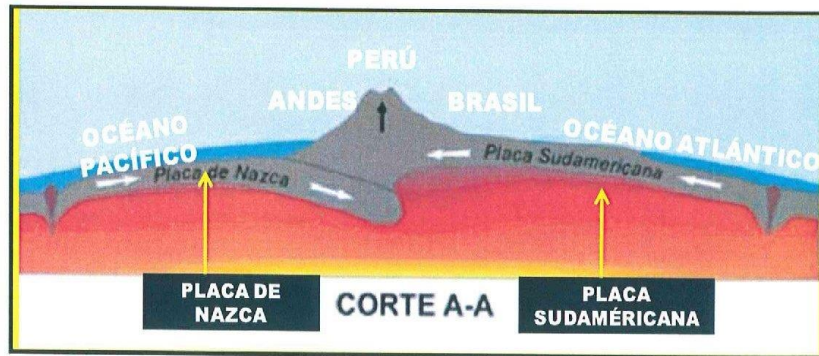 PERÚ
ANDES BRASIL
OCÉANO
PACÍFICO
OCÉANO ATLÁNTICO
Placa de Nazca
Placa Sudamericana
PLACA DE
NAZCA
CORTE A-A
PLACA
SUDAMÉRICANA